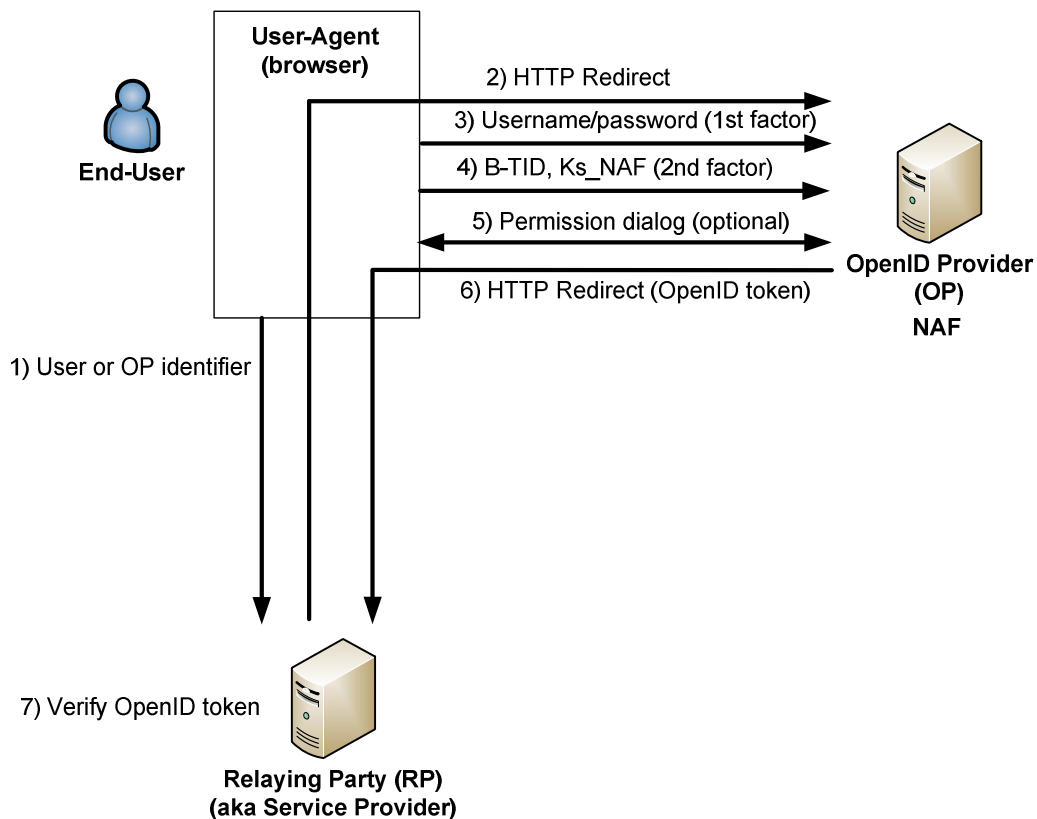 User-Agent
(browser)
End-User
2) HTTP Redirect
3) Username/password (1st factor)
4) B-TID, Ks_NAF (2nd factor)
5) Permission dialog (optional)
6) HTTP Redirect (OpenID token)
OpenID Provider
(OP)
NAF
1) User or OP identifier
7) Verify OpenID token
Relaying Party (RP)
(aka Service Provider)